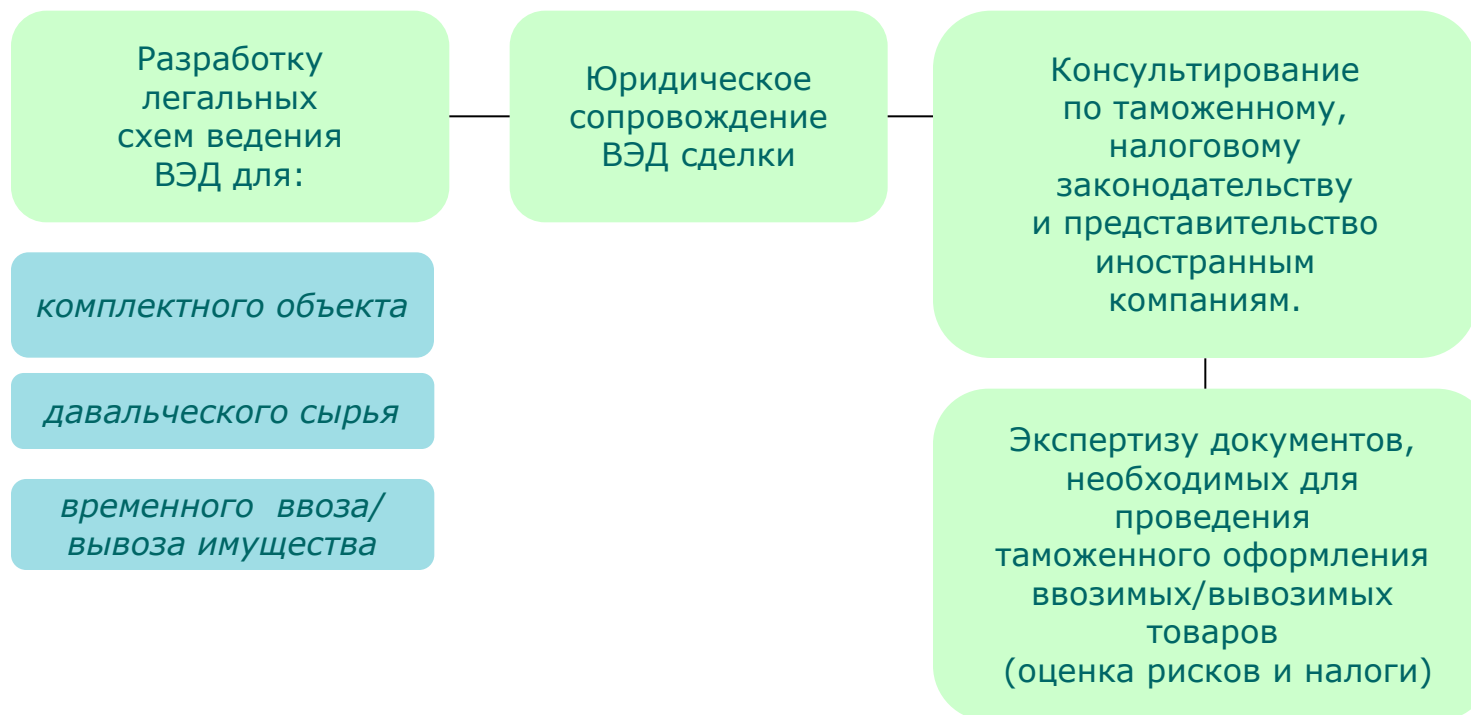 Разработку
легальных
схем ведения
ВЭД для:
комплектного объекта
давальческого сырья
временного ввоза/
вывоза имущества
Юридическое
сопровождение
ВЭД сделки
Консультирование
по таможенному,
налоговому
законодательству
и представительство
иностранным
компаниям.
Экспертизу документов,
необходимых для
проведения
таможенного оформления
ввозимых/вывозимых
товаров
(оценка рисков и налоги)